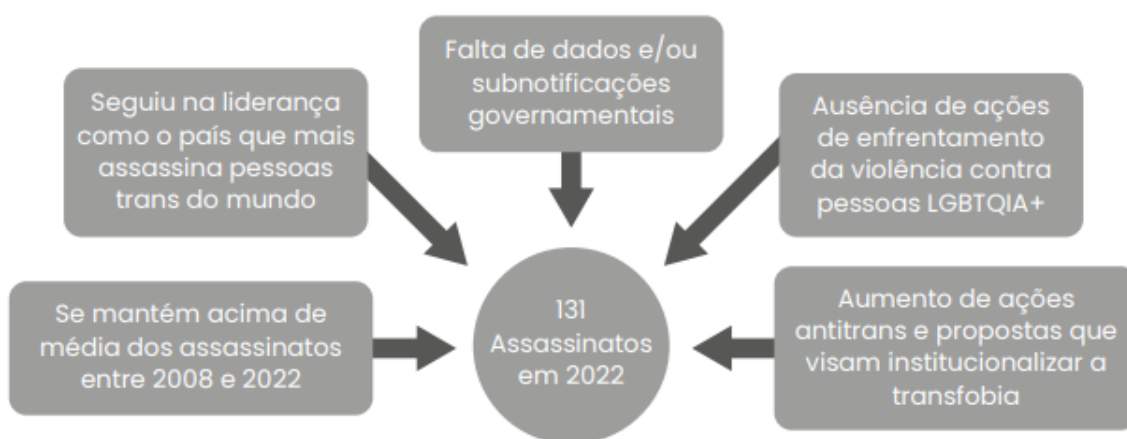 Falta de dados e/ou
subnotificações
governamentais
Seguiu na liderança
como o país que mais
assassina pessoas
trans do mundo
Ausência de ações
de enfrentamento
da violência contra
pessoas LGBTQIA+
Se mantém acima de
média dos assassinatos
entre 2008 e 2022
131
Assassinatos
em 2022
Aumento de ações
antitrans e propostas que
visam institucionalizar a
transfobia